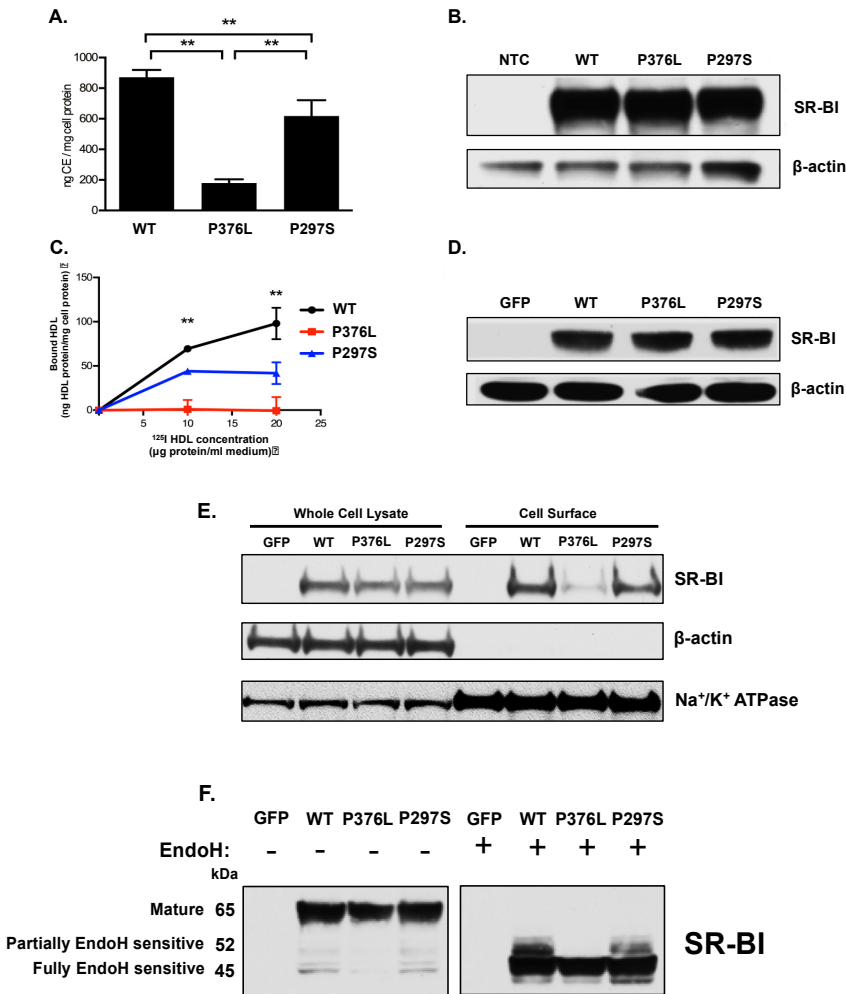 A.
**
** **
1000
800
600
400
200
0
ng CE / mg cell protein
WT P376L P297S
B.
NTC WT P376L P297S
SR-BI
β-actin
C.
150
100
50
0
Bound HDL
(ng HDL protein/mg cell protein)
** **
WT
P376L
P297S
5 10 15 20 25
¹²⁵I HDL concentration
(µg protein/ml medium)
D.
GFP WT P376L P297S
SR-BI
β-actin
E.
Whole Cell Lysate Cell Surface
GFP WT P376L P297S GFP WT P376L P297S
SR-BI
β-actin
Na⁺/K⁺ ATPase
F.
GFP WT P376L P297S GFP WT P376L P297S
EndoH: - - - - + + + +
kDa
Mature 65
Partially EndoH sensitive 52
Fully EndoH sensitive 45
SR-BI